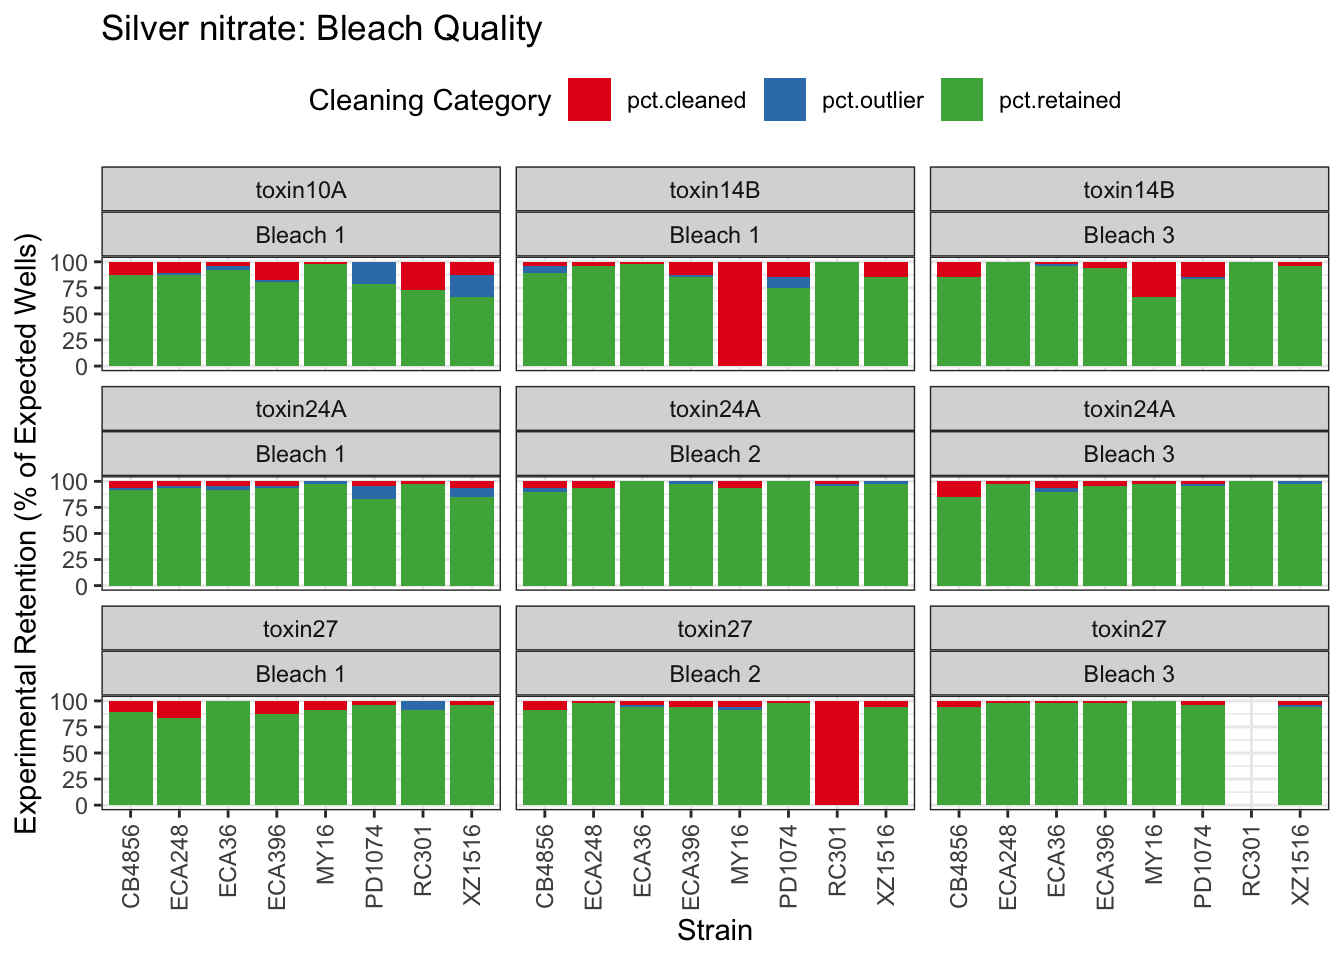 Silver nitrate: Bleach Quality
Cleaning Category pct.cleaned pct.outlier pct.retained
toxin10A toxin14B toxin14B
Bleach 1 Bleach 1 Bleach 3
100
75
50
25
0
toxin24A toxin24A toxin24A
Bleach 1 Bleach 2 Bleach 3
100
75
50
25
0
toxin27 toxin27 toxin27
Bleach 1 Bleach 2 Bleach 3
100
75
50
25
0
Experimental Retention (% of Expected Wells)
CB4856 ECA248 ECA36 ECA396 MY16 PD1074 RC301 XZ1516 CB4856 ECA248 ECA36 ECA396 MY16 PD1074 RC301 XZ1516 CB4856 ECA248 ECA36 ECA396 MY16 PD1074 RC301 XZ1516
Strain